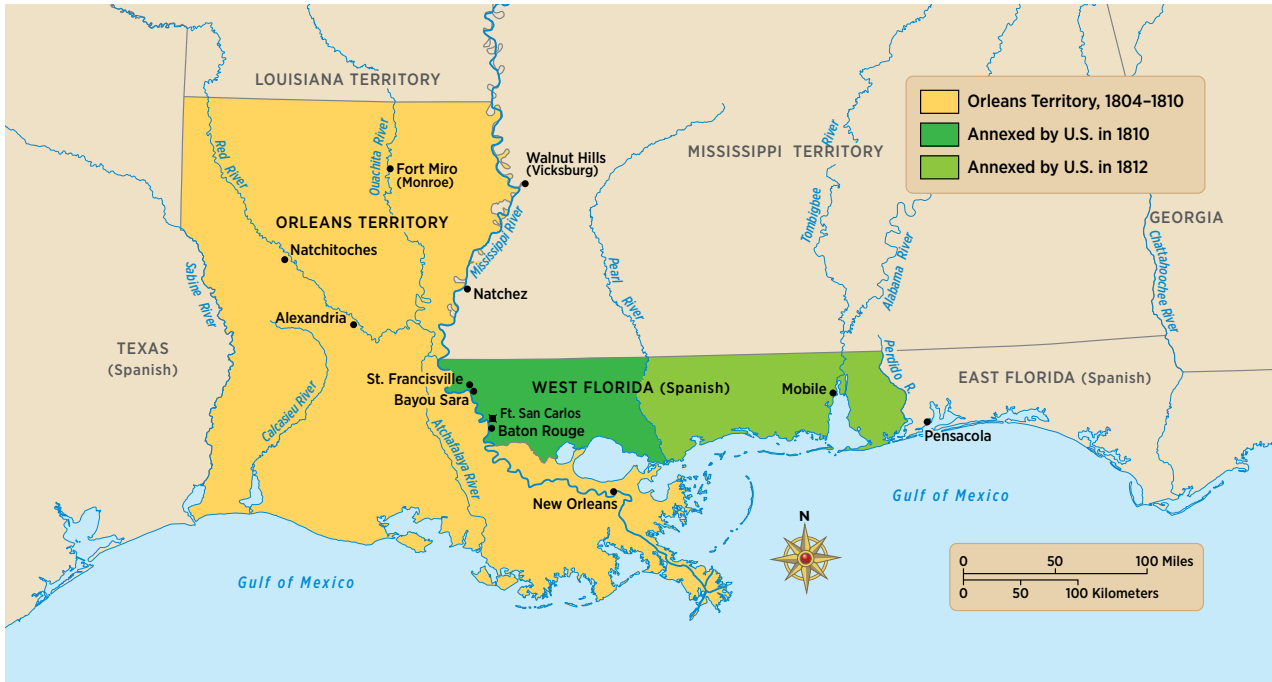 LOUISIANA TERRITORY
Orleans Territory, 1804–1810
Annexed by U.S. in 1810
Annexed by U.S. in 1812
Red River
Ouachita River
Fort Miro
(Monroe)
Walnut Hills
(Vicksburg)
MISSISSIPPI TERRITORY
Tombigbee River
ORLEANS TERRITORY
Mississippi River
GEORGIA
Natchitoches
Sabine River
Pearl River
Alabama River
Chattahoochee River
Natchez
Alexandria
TEXAS
(Spanish)
Perdido R.
St. Francisville
WEST FLORIDA (Spanish)
Mobile
EAST FLORIDA (Spanish)
Bayou Sara
Calcasieu River
Ft. San Carlos
Baton Rouge
Atchafalaya River
Pensacola
New Orleans
Gulf of Mexico
N
Gulf of Mexico
0 50 100 Miles
0 50 100 Kilometers